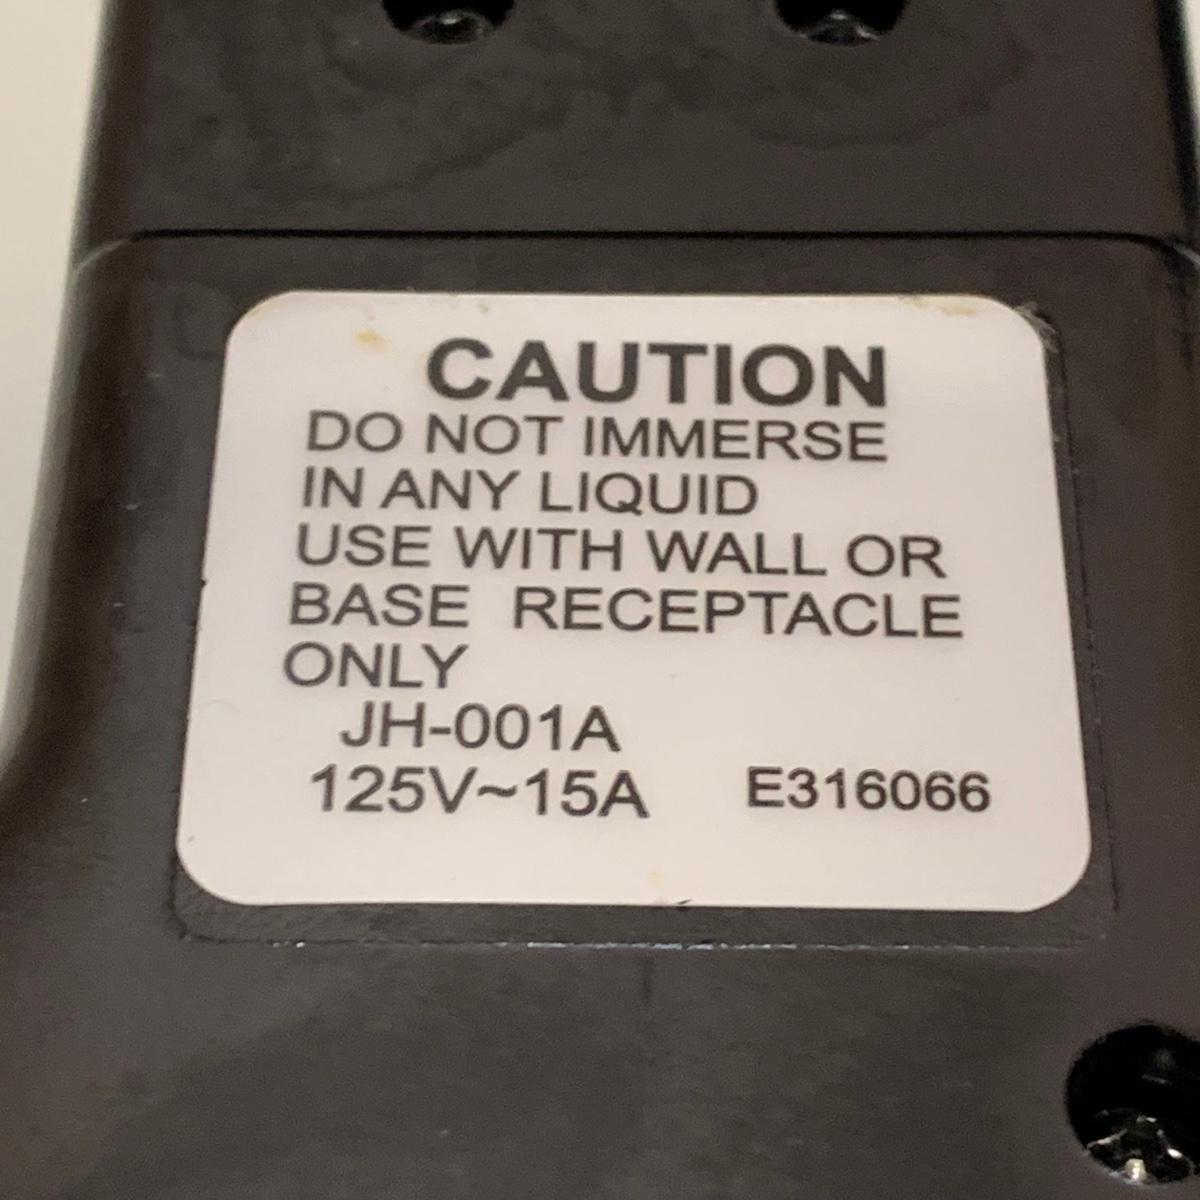 CAUTION
DO NOT IMMERSE
IN ANY LIQUID
USE WITH WALL OR
BASE RECEPTACLE
ONLY
JH-001A
125V~15A E316066